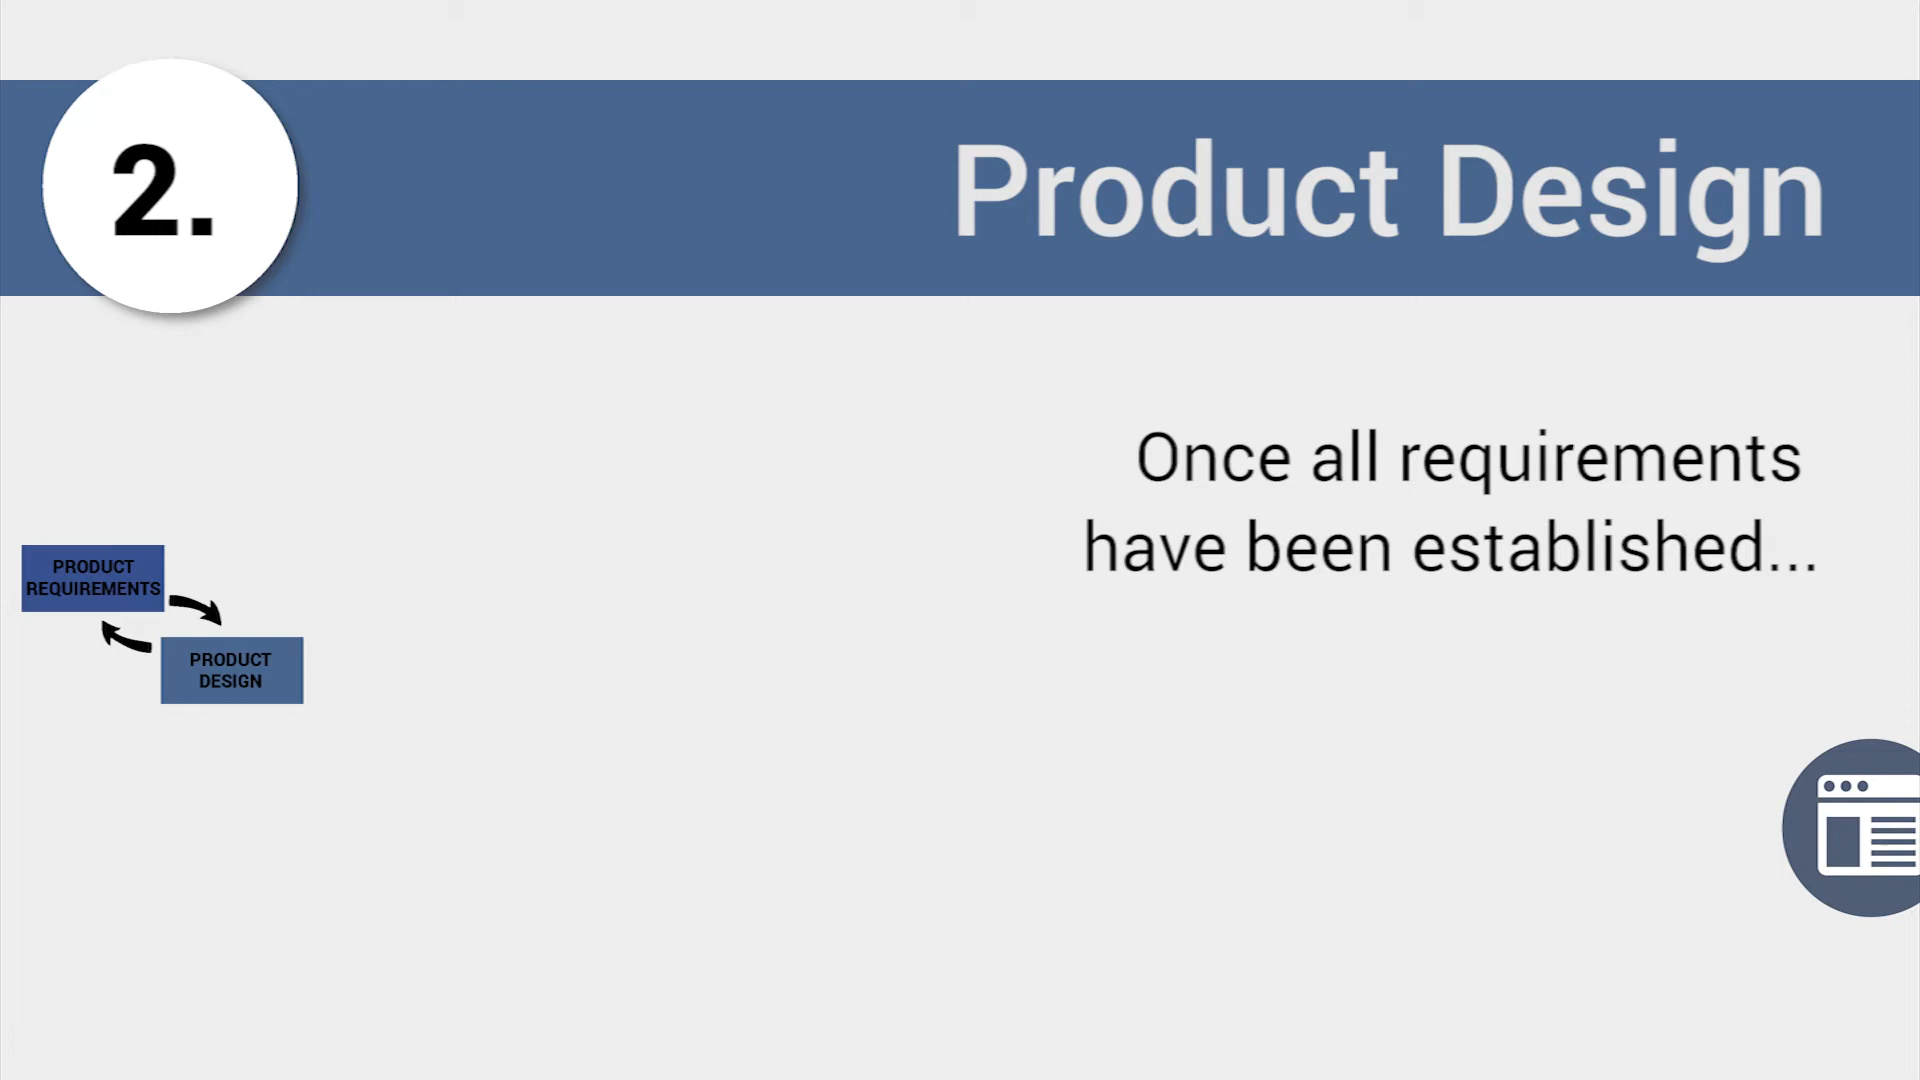 2.
Product Design
Once all requirements
have been established...
PRODUCT
REQUIREMENTS
PRODUCT
DESIGN